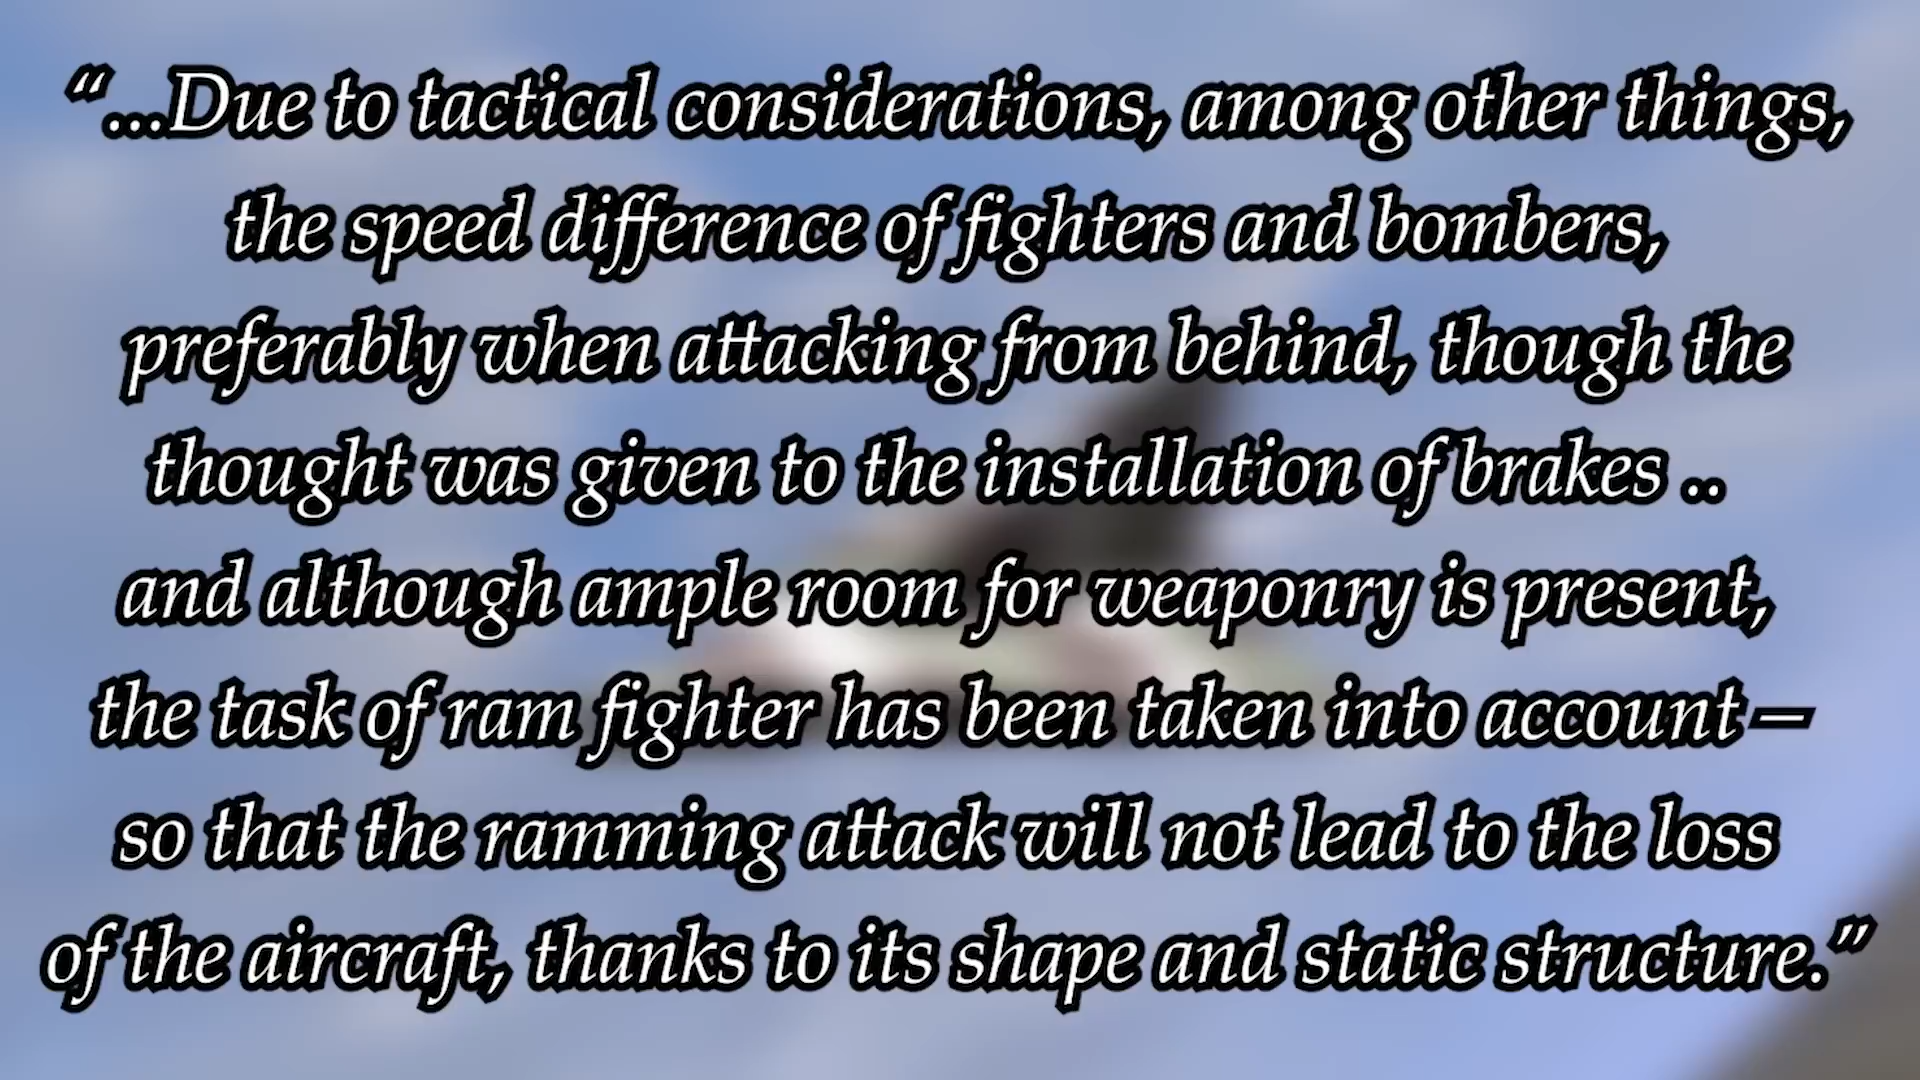 “...Due to tactical considerations, among other things,
the speed difference of fighters and bombers,
preferably when attacking from behind, though the
thought was given to the installation of brakes ..
and although ample room for weaponry is present,
the task of ram fighter has been taken into account—
so that the ramming attack will not lead to the loss
of the aircraft, thanks to its shape and static structure.”